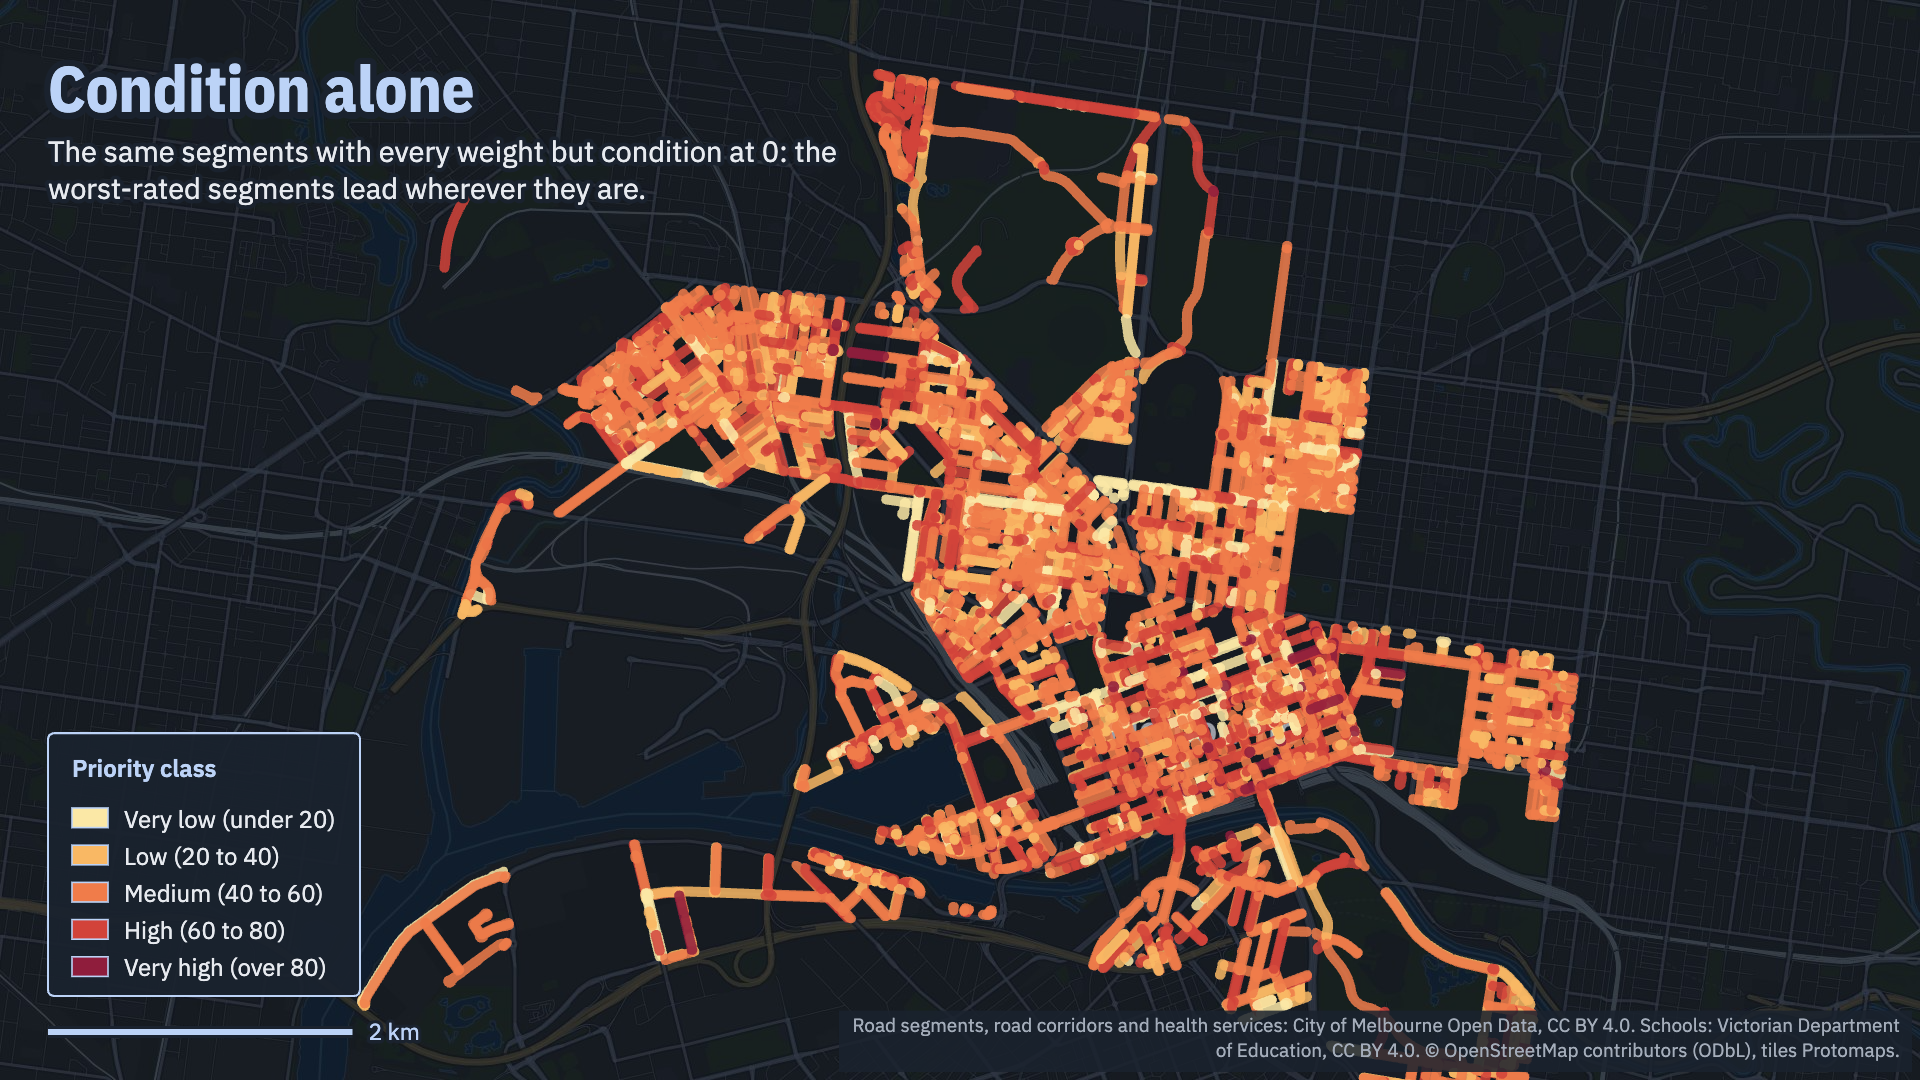 Condition alone
The same segments with every weight but condition at 0: the
worst-rated segments lead wherever they are.
Priority class
Very low (under 20)
Low (20 to 40)
Medium (40 to 60)
High (60 to 80)
Very high (over 80)
2 km
Road segments, road corridors and health services: City of Melbourne Open Data, CC BY 4.0. Schools: Victorian Department
of Education, CC BY 4.0. © OpenStreetMap contributors (ODbL), tiles Protomaps.